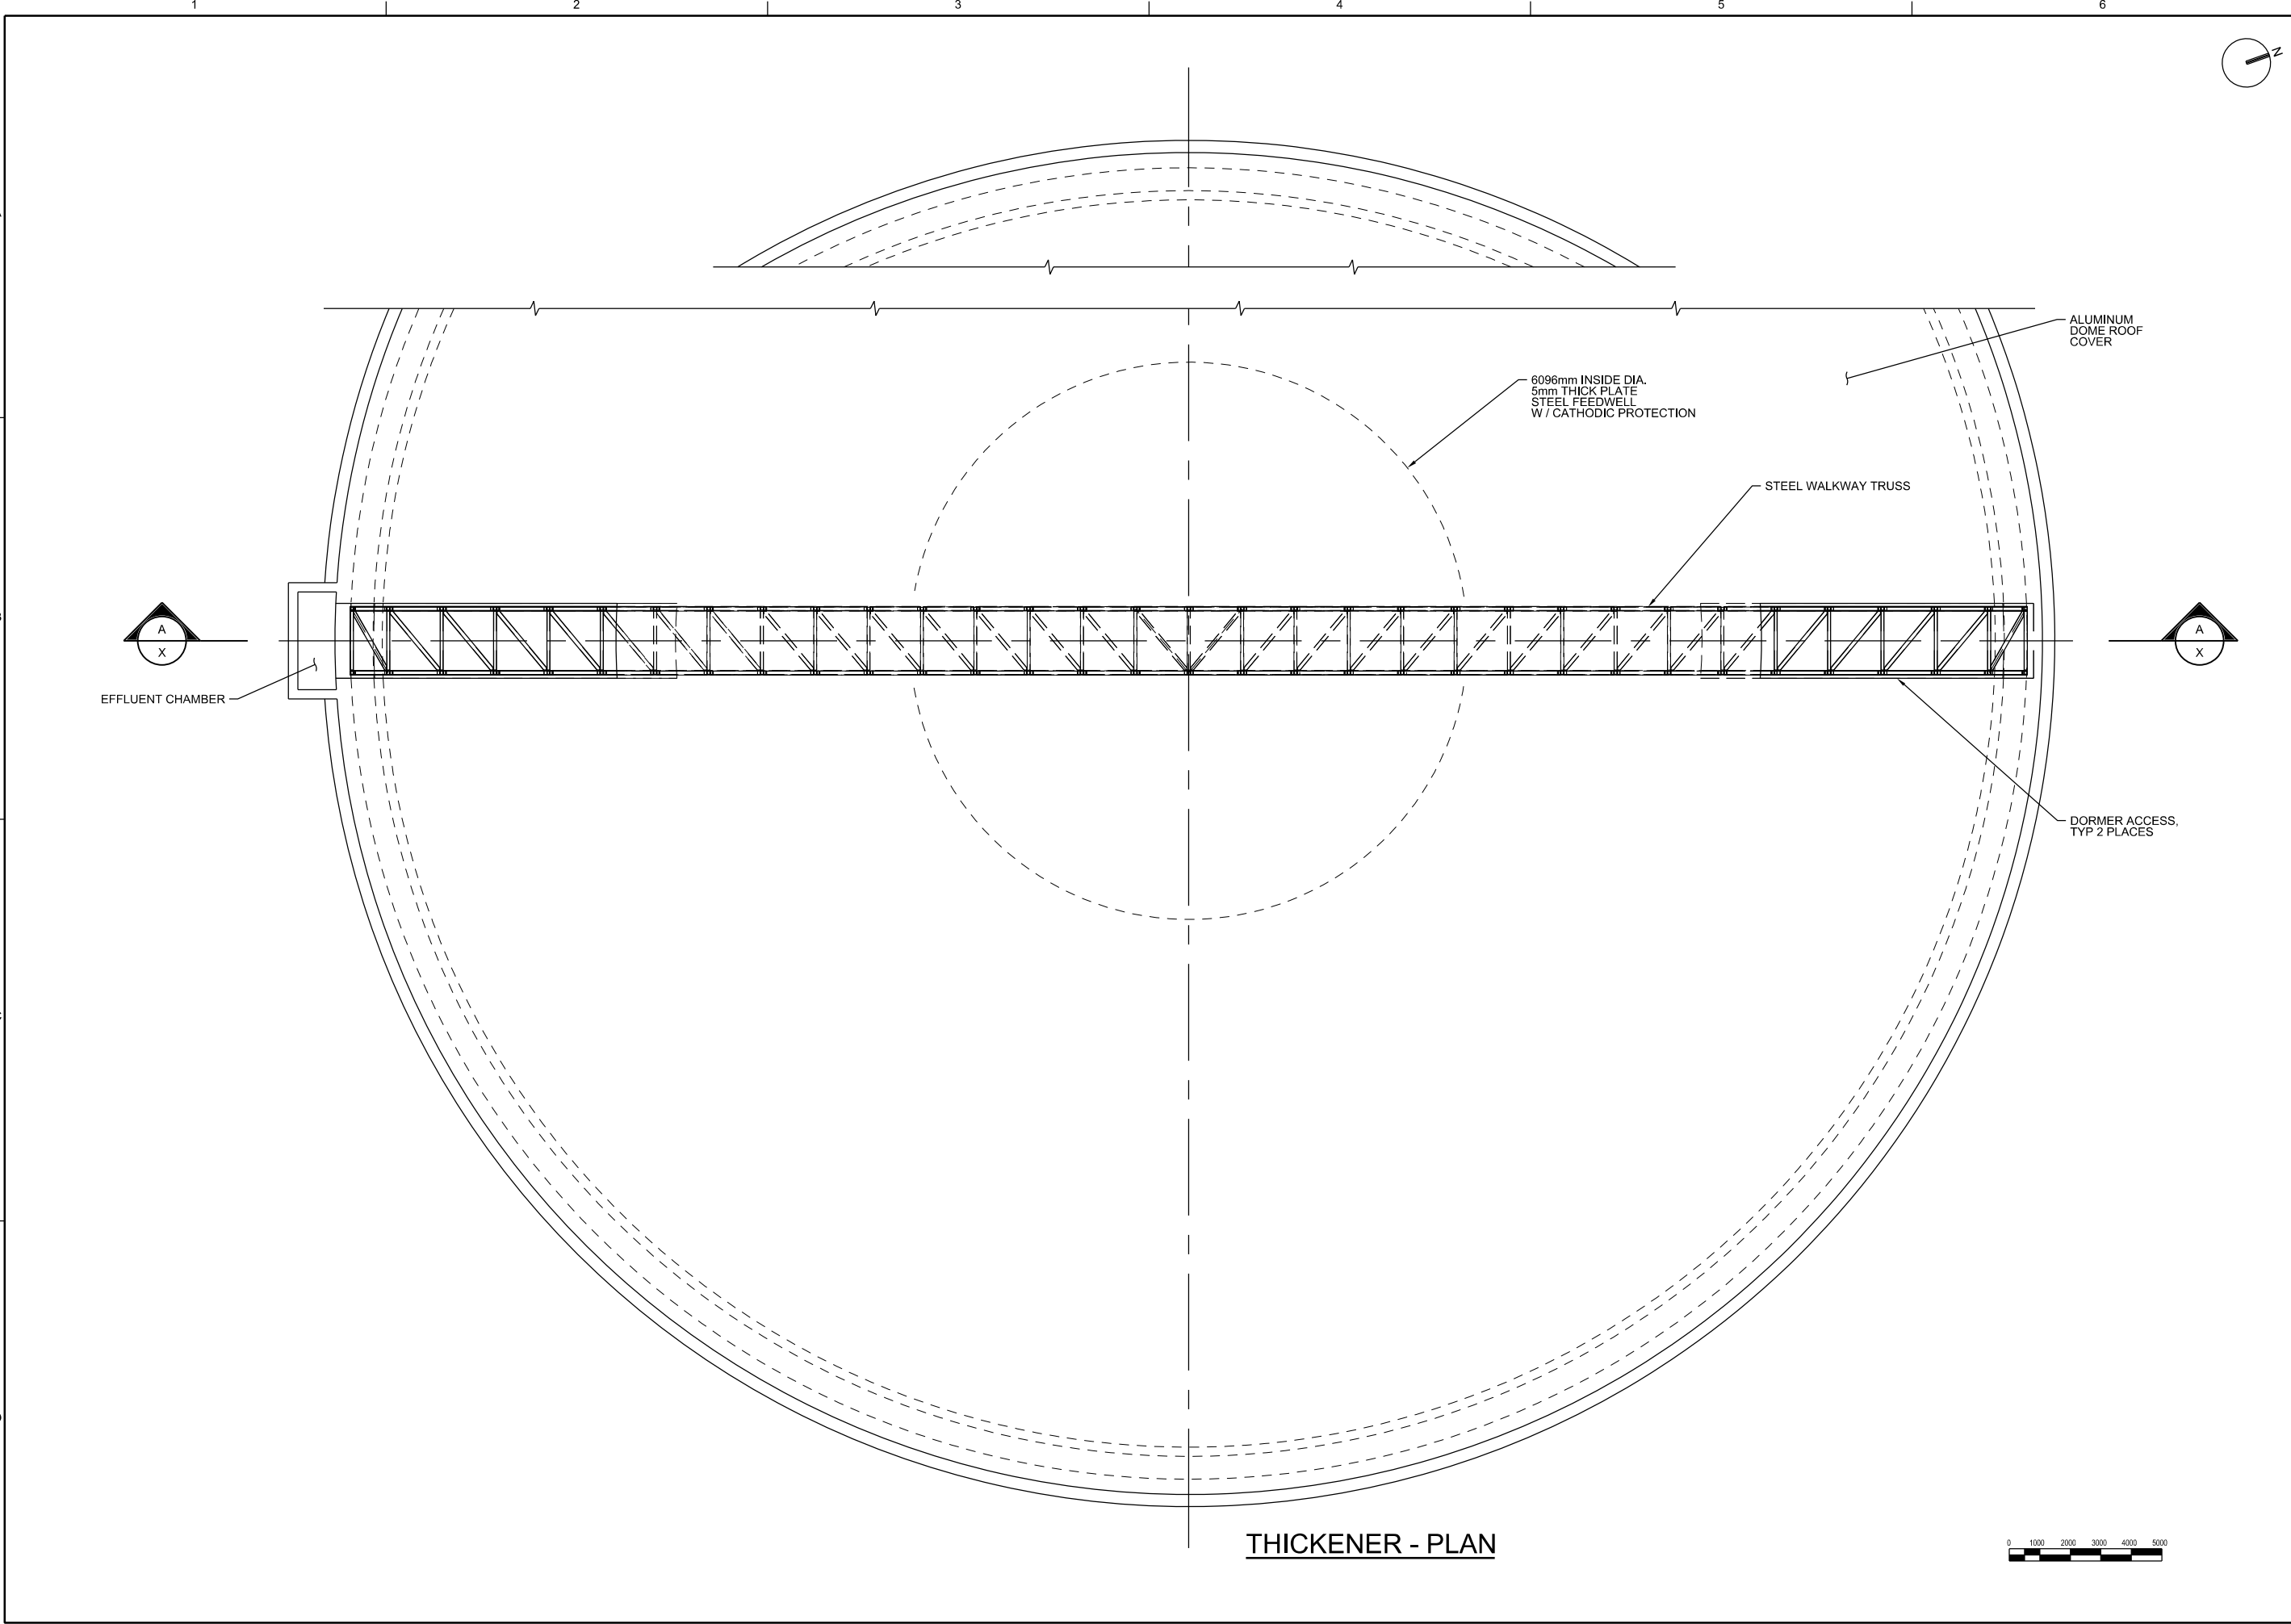 1 2 3 4 5 6
N
ALUMINUM
DOME ROOF
COVER
6096mm INSIDE DIA.
5mm THICK PLATE
STEEL FEEDWELL
W / CATHODIC PROTECTION
STEEL WALKWAY TRUSS
A
X
A
X
EFFLUENT CHAMBER
DORMER ACCESS,
TYP 2 PLACES
THICKENER - PLAN
0 1000 2000 3000 4000 5000